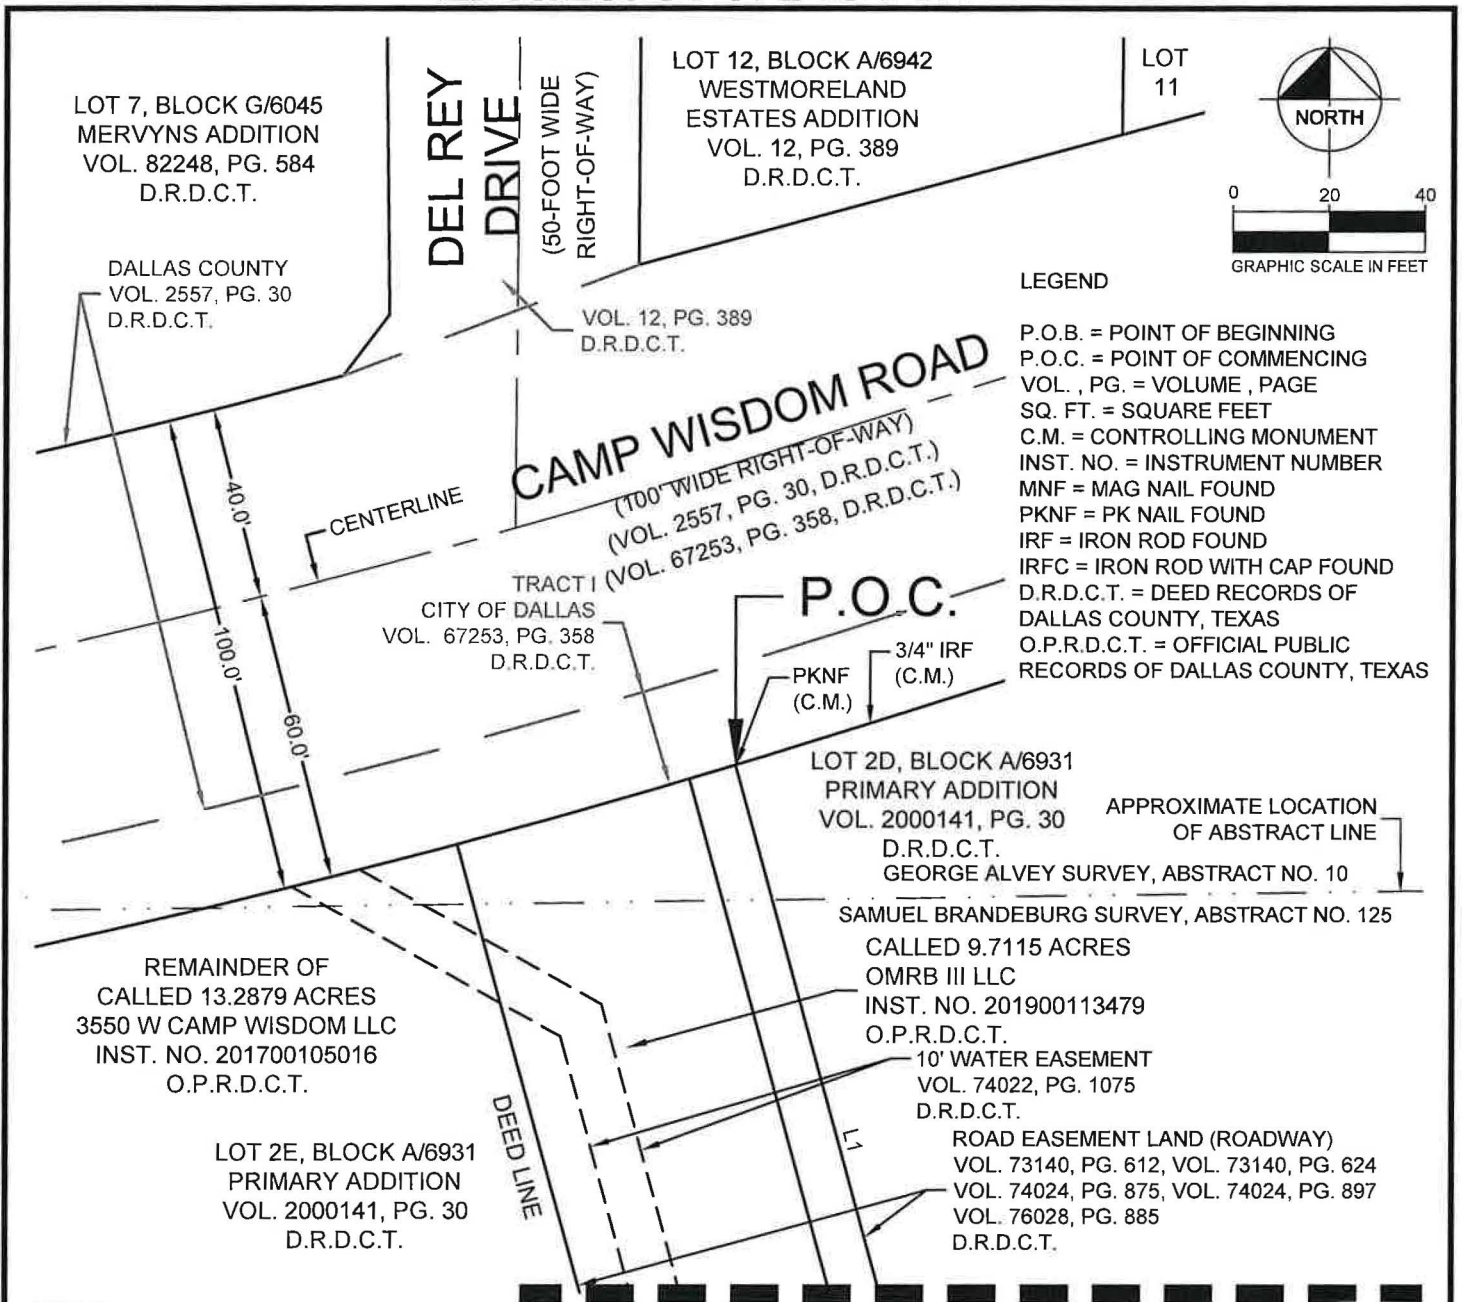 LOT 7, BLOCK G/6045
MERVYNS ADDITION
VOL. 82248, PG. 584
D.R.D.C.T.
DEL REY
DRIVE
(50-FOOT WIDE
RIGHT-OF-WAY)
LOT 12, BLOCK A/6942
WESTMORELAND
ESTATES ADDITION
VOL. 12, PG. 389
D.R.D.C.T.
LOT
11
NORTH
0 20 40
GRAPHIC SCALE IN FEET
DALLAS COUNTY
VOL. 2557, PG. 30
D.R.D.C.T.
VOL. 12, PG. 389
D.R.D.C.T.
LEGEND
P.O.B. = POINT OF BEGINNING
P.O.C. = POINT OF COMMENCING
VOL. , PG. = VOLUME , PAGE
SQ. FT. = SQUARE FEET
C.M. = CONTROLLING MONUMENT
INST. NO. = INSTRUMENT NUMBER
MNF = MAG NAIL FOUND
PKNF = PK NAIL FOUND
IRF = IRON ROD FOUND
IRFC = IRON ROD WITH CAP FOUND
D.R.D.C.T. = DEED RECORDS OF
DALLAS COUNTY, TEXAS
O.P.R.D.C.T. = OFFICIAL PUBLIC
RECORDS OF DALLAS COUNTY, TEXAS
CAMP WISDOM ROAD
(100' WIDE RIGHT-OF-WAY)
(VOL. 2557, PG. 30, D.R.D.C.T.)
(VOL. 67253, PG. 358, D.R.D.C.T.)
40.0'
CENTERLINE
100.0'
60.0'
TRACT I
CITY OF DALLAS
VOL. 67253, PG. 358
D.R.D.C.T.
P.O.C.
PKNF
(C.M.)
3/4" IRF
(C.M.)
LOT 2D, BLOCK A/6931
PRIMARY ADDITION
VOL. 2000141, PG. 30
D.R.D.C.T.
APPROXIMATE LOCATION
OF ABSTRACT LINE
GEORGE ALVEY SURVEY, ABSTRACT NO. 10
SAMUEL BRANDEBURG SURVEY, ABSTRACT NO. 125
CALLED 9.7115 ACRES
OMRB III LLC
INST. NO. 201900113479
O.P.R.D.C.T.
REMAINDER OF
CALLED 13.2879 ACRES
3550 W CAMP WISDOM LLC
INST. NO. 201700105016
O.P.R.D.C.T.
10' WATER EASEMENT
VOL. 74022, PG. 1075
D.R.D.C.T.
DEED LINE
L1
ROAD EASEMENT LAND (ROADWAY)
VOL. 73140, PG. 612, VOL. 73140, PG. 624
VOL. 74024, PG. 875, VOL. 74024, PG. 897
VOL. 76028, PG. 885
D.R.D.C.T.
LOT 2E, BLOCK A/6931
PRIMARY ADDITION
VOL. 2000141, PG. 30
D.R.D.C.T.